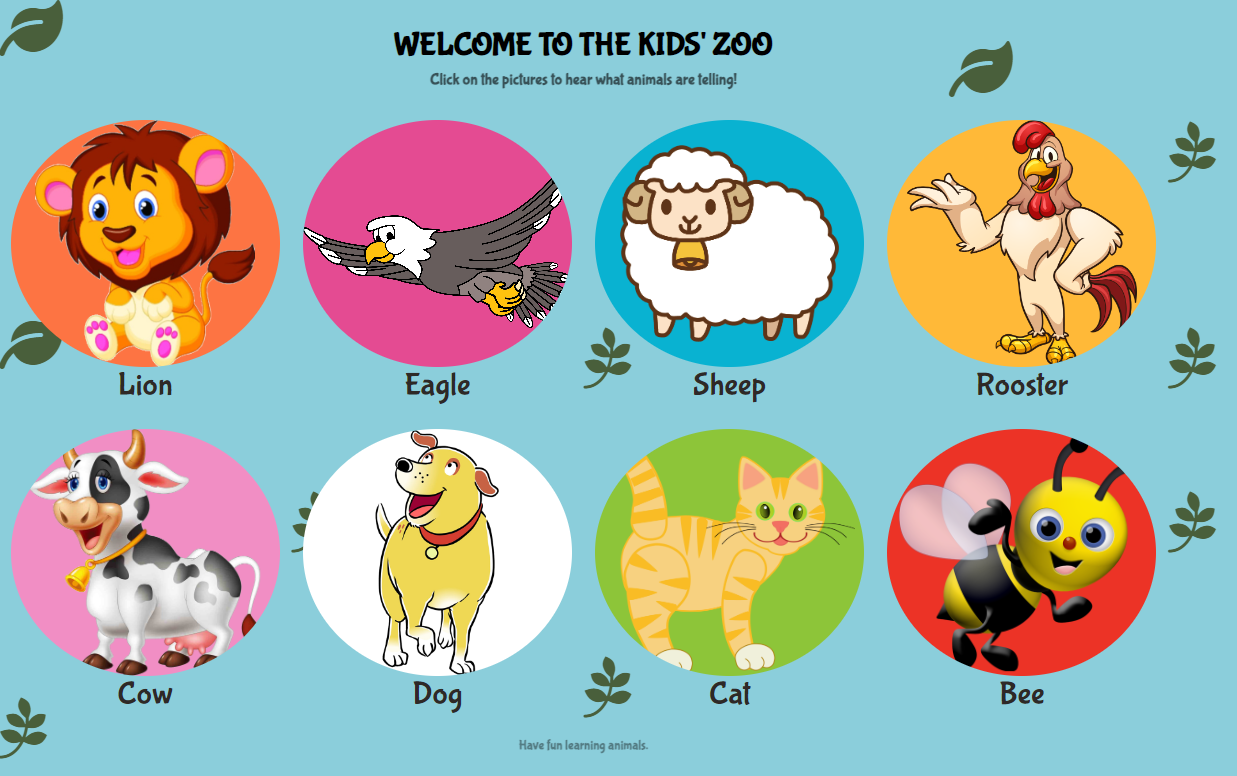 WELCOME TO THE KIDS' ZOO
Click on the pictures to hear what animals are telling!
Lion
Eagle
Sheep
Rooster
Cow
Dog
Cat
Bee
Have fun learning animals.